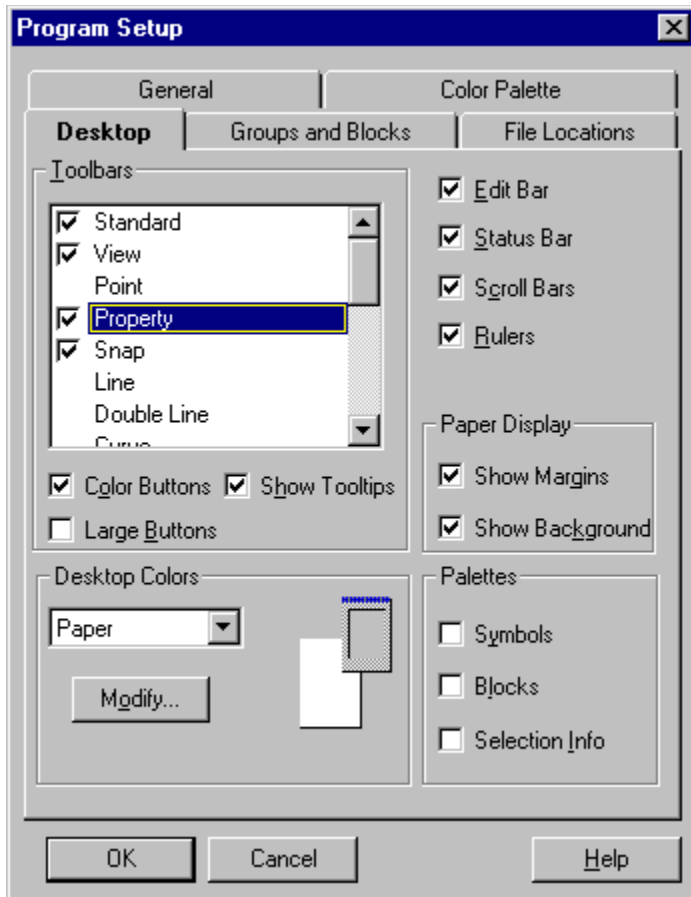 Program Setup
General
Color Palette
Desktop
Groups and Blocks
File Locations
Toolbars
Standard
View
Point
Property
Snap
Line
Double Line
Color Buttons
Show Tooltips
Large Buttons
Edit Bar
Status Bar
Scroll Bars
Rulers
Paper Display
Show Margins
Show Background
Desktop Colors
Paper
Modify...
Palettes
Symbols
Blocks
Selection Info
OK
Cancel
Help